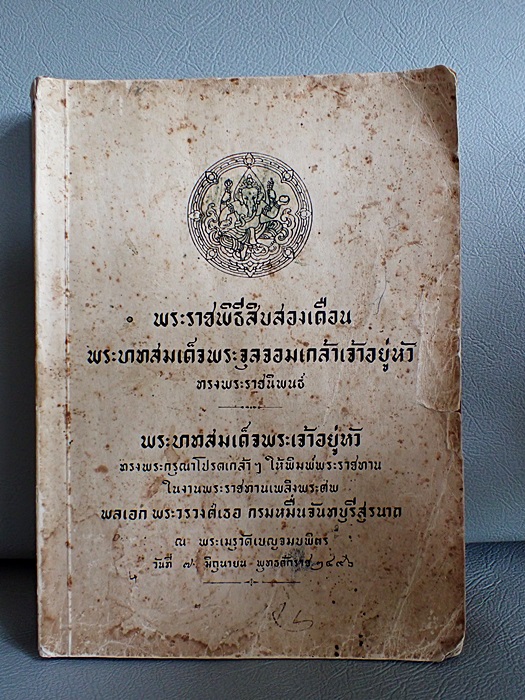 พระราชพิธีสิบสองเดือน
พระบาทสมเด็จพระจุลจอมเกล้าเจ้าอยู่หัว
ทรงพระราชนิพนธ์
พระบาทสมเด็จพระเจ้าอยู่หัว
ทรงพระกรุณาโปรดเกล้าฯ ให้พิมพ์พระราชทาน
ในงานพระราชทานเพลิงพระศพ
พลเอก พระวรวงศ์เธอ กรมหมื่นจันทบุรีสุรนาถ
ณ พระเมรุวัดเบญจมบพิตร์
วันที่ ๗ มิถุนายน พุทธศักราช ๒๔๙๖